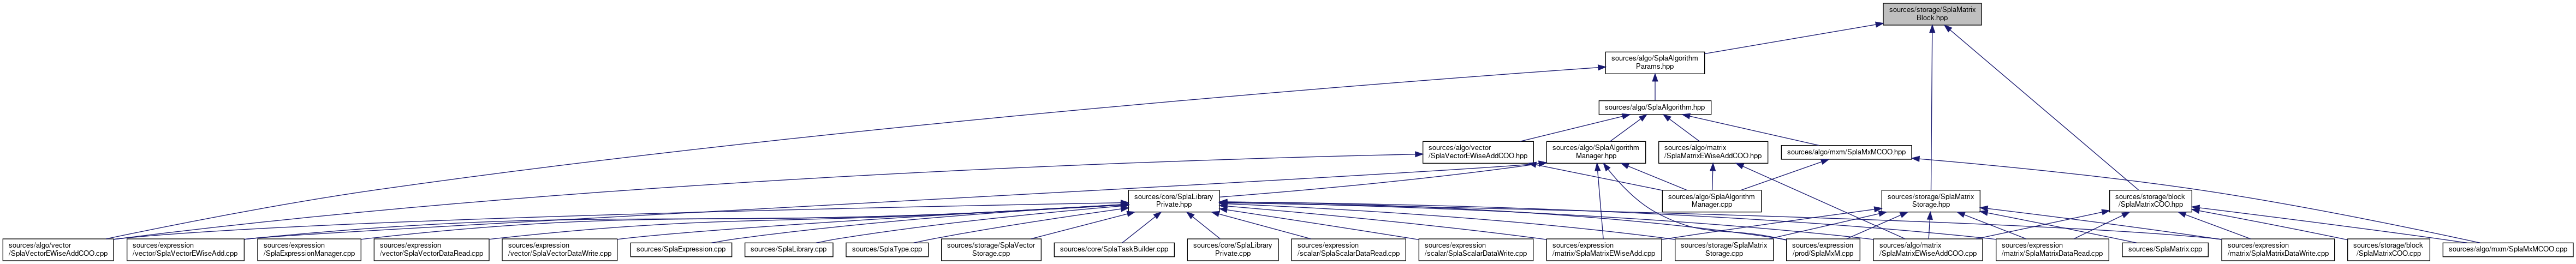 sources/storage/SplaMatrix
Block.hpp
sources/algo/SplaAlgorithm
Params.hpp
sources/algo/SplaAlgorithm.hpp
sources/algo/vector
/SplaVectorEWiseAddCOO.hpp
sources/algo/SplaAlgorithm
Manager.hpp
sources/algo/matrix
/SplaMatrixEWiseAddCOO.hpp
sources/algo/mxm/SplaMxMCOO.hpp
sources/core/SplaLibrary
Private.hpp
sources/algo/SplaAlgorithm
Manager.cpp
sources/storage/SplaMatrix
Storage.hpp
sources/storage/block
/SplaMatrixCOO.hpp
sources/algo/vector
/SplaVectorEWiseAddCOO.cpp
sources/expression
/vector/SplaVectorEWiseAdd.cpp
sources/expression
/SplaExpressionManager.cpp
sources/expression
/vector/SplaVectorDataRead.cpp
sources/expression
/vector/SplaVectorDataWrite.cpp
sources/SplaExpression.cpp
sources/SplaLibrary.cpp
sources/SplaType.cpp
sources/storage/SplaVector
Storage.cpp
sources/core/SplaTaskBuilder.cpp
sources/core/SplaLibrary
Private.cpp
sources/expression
/scalar/SplaScalarDataRead.cpp
sources/expression
/scalar/SplaScalarDataWrite.cpp
sources/expression
/matrix/SplaMatrixEWiseAdd.cpp
sources/storage/SplaMatrix
Storage.cpp
sources/expression
/prod/SplaMxM.cpp
sources/algo/matrix
/SplaMatrixEWiseAddCOO.cpp
sources/expression
/matrix/SplaMatrixDataRead.cpp
sources/SplaMatrix.cpp
sources/expression
/matrix/SplaMatrixDataWrite.cpp
sources/storage/block
/SplaMatrixCOO.cpp
sources/algo/mxm/SplaMxMCOO.cpp